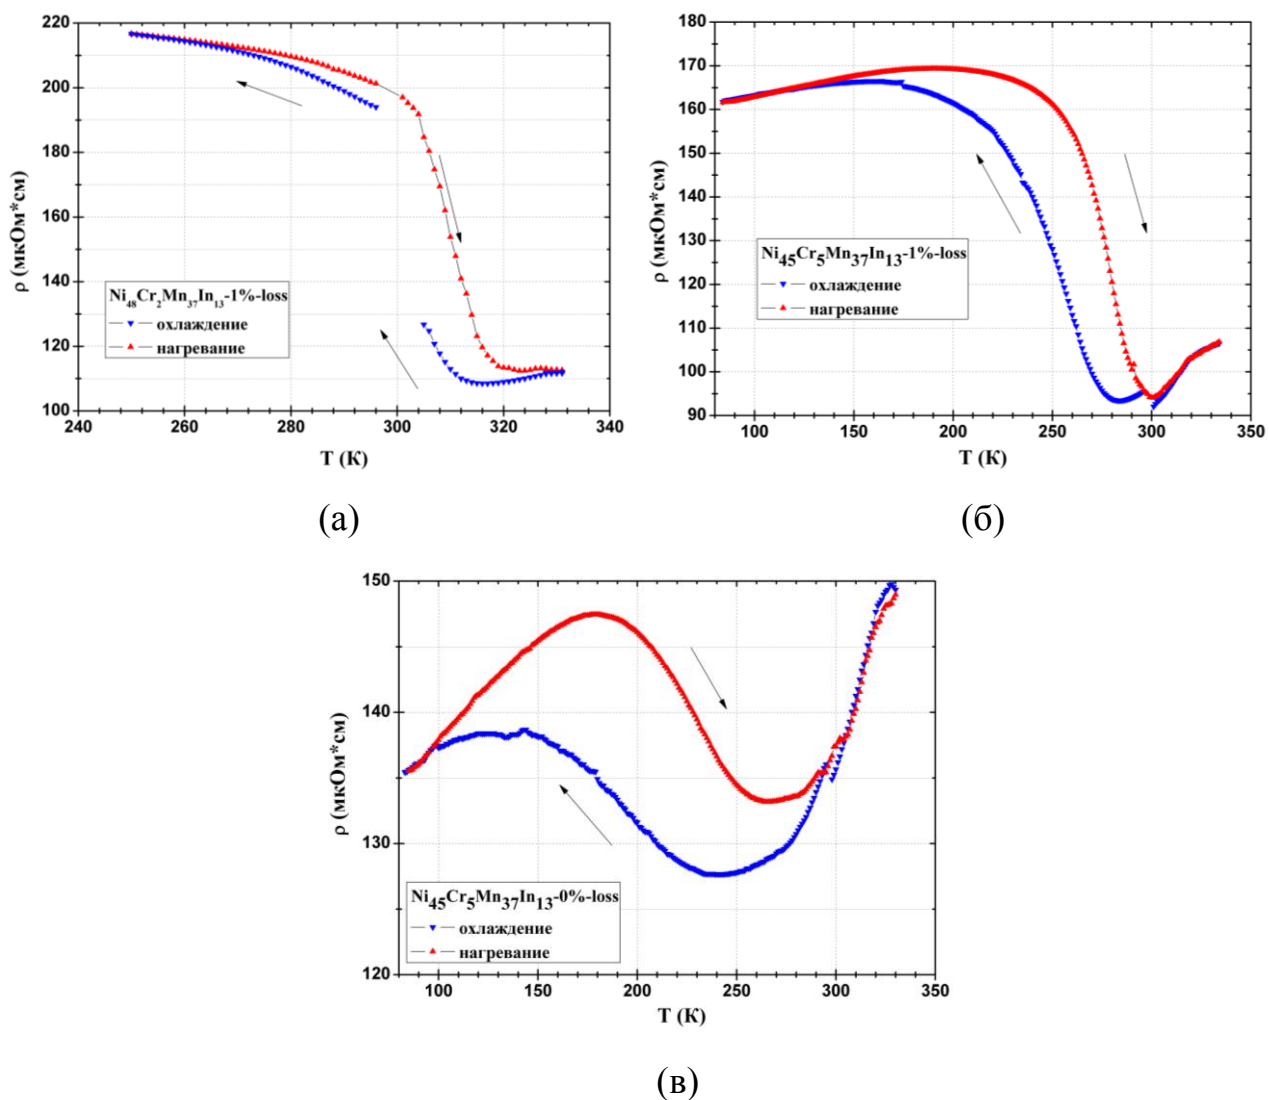 220
200
180
160
140
120
100
240
260
280
300
320
340
ρ (мкОм*см)
T (К)
Ni48Cr2Mn37In13-1%-loss
охлаждение
нагревание
(а)
180
170
160
150
140
130
120
110
100
90
100
150
200
250
300
350
ρ (мкОм*см)
T (К)
Ni45Cr5Mn37In13-1%-loss
охлаждение
нагревание
(б)
150
140
130
120
100
150
200
250
300
350
ρ (мкОм*см)
T (К)
Ni45Cr5Mn37In13-0%-loss
охлаждение
нагревание
(в)